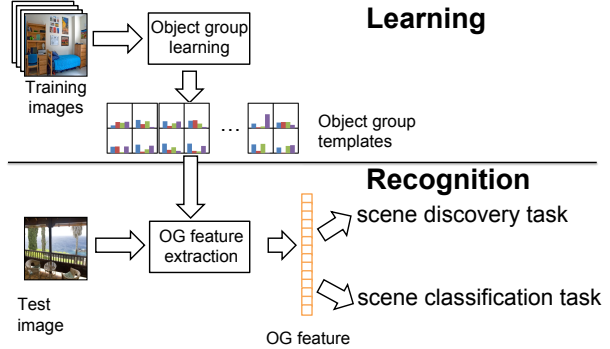 Learning
Object group
learning
Training
images
...
Object group
templates
Recognition
scene discovery task
OG feature
extraction
Test
image
scene classification task
OG feature